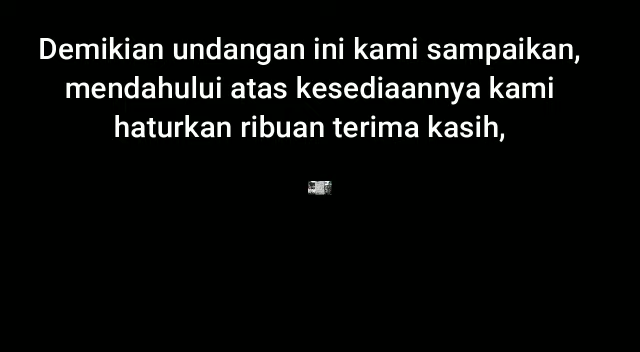 Demikian undangan ini kami sampaikan,
mendahului atas kesediaannya kami
haturkan ribuan terima kasih,